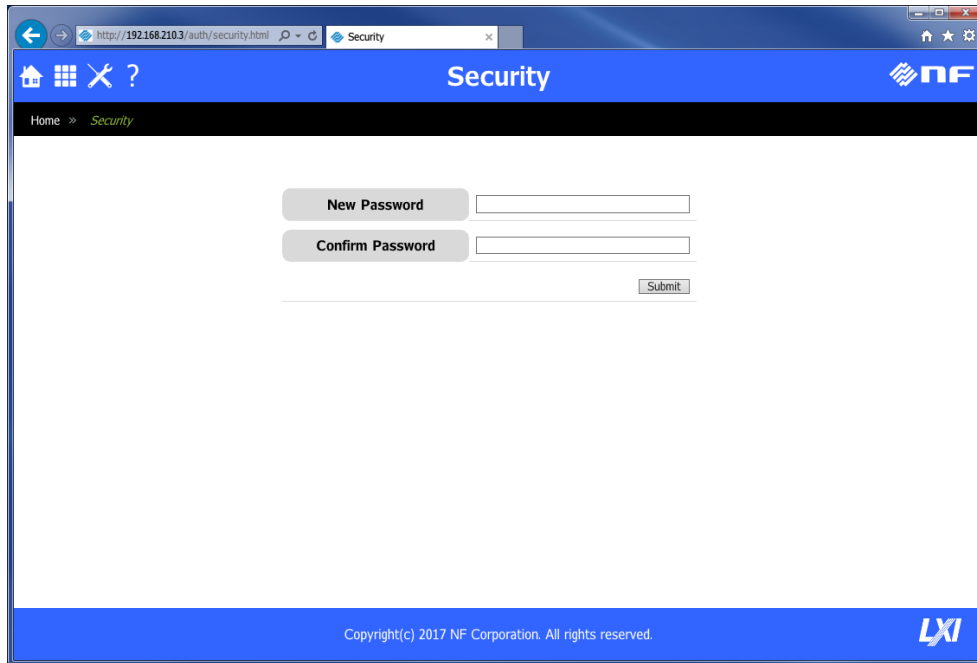 http://192.168.210.3/auth/security.html
Security
?
Security
NF
Home » Security
New Password
Confirm Password
Submit
Copyright(c) 2017 NF Corporation. All rights reserved.
LXI